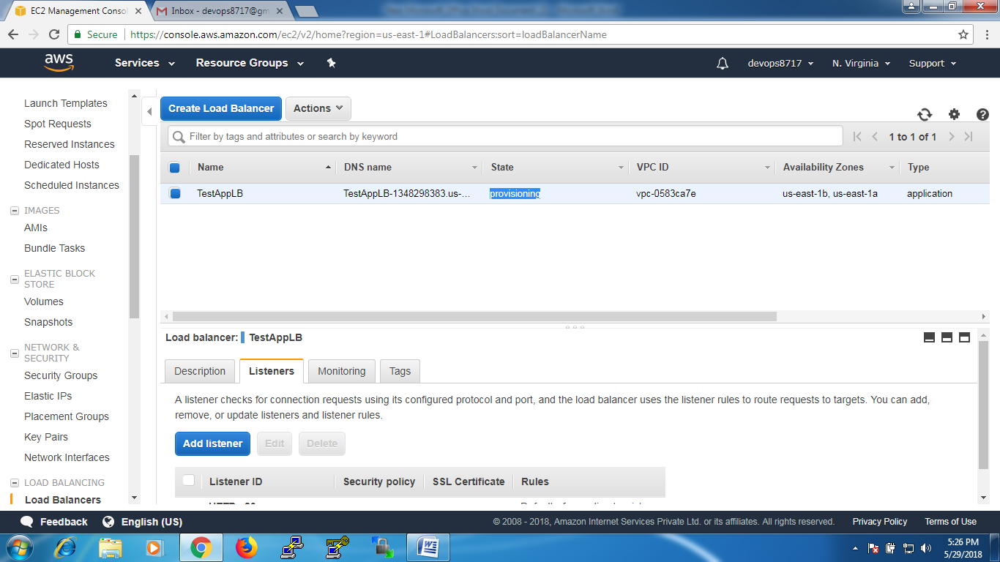 EC2 Management Consol
Inbox - devops8717@gm
Secure
https://console.aws.amazon.com/ec2/v2/home?region=us-east-1#LoadBalancers:sort=loadBalancerName
aws
Services
Resource Groups
devops8717
N. Virginia
Support
Launch Templates
Spot Requests
Reserved Instances
Dedicated Hosts
Scheduled Instances
IMAGES
AMIs
Bundle Tasks
ELASTIC BLOCK
STORE
Volumes
Snapshots
NETWORK &
SECURITY
Security Groups
Elastic IPs
Placement Groups
Key Pairs
Network Interfaces
LOAD BALANCING
Load Balancers
Create Load Balancer
Actions
Filter by tags and attributes or search by keyword
1 to 1 of 1
Name DNS name State VPC ID Availability Zones Type
TestAppLB TestAppLB-1348298383.us-... provisioning vpc-0583ca7e us-east-1b, us-east-1a application
Load balancer: TestAppLB
Description Listeners Monitoring Tags
A listener checks for connection requests using its configured protocol and port, and the load balancer uses the listener rules to route requests to targets. You can add,
remove, or update listeners and listener rules.
Add listener Edit Delete
Listener ID Security policy SSL Certificate Rules
Feedback English (US)
© 2008 - 2018, Amazon Internet Services Private Ltd. or its affiliates. All rights reserved. Privacy Policy Terms of Use
5:26 PM
5/29/2018